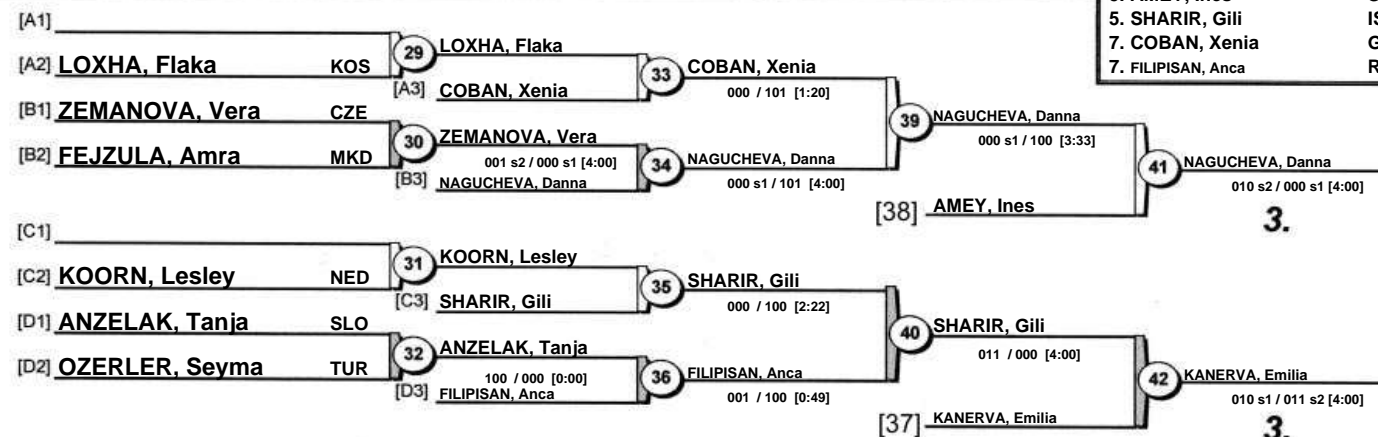 5. SHARIR, Gili
7. COBAN, Xenia G
7. FILIPISAN, Anca R
[A1]
[A2] LOXHA, Flaka KOS
29
LOXHA, Flaka
[A3] COBAN, Xenia
33
COBAN, Xenia
000 / 101 [1:20]
[B1] ZEMANOVA, Vera CZE
[B2] FEJZULA, Amra MKD
30
ZEMANOVA, Vera
001 s2 / 000 s1 [4:00]
[B3] NAGUCHEVA, Danna
34
NAGUCHEVA, Danna
000 s1 / 101 [4:00]
39
NAGUCHEVA, Danna
000 s1 / 100 [3:33]
[38] AMEY, Ines
41
NAGUCHEVA, Danna
010 s2 / 000 s1 [4:00]
3.
[C1]
[C2] KOORN, Lesley NED
31
KOORN, Lesley
[C3] SHARIR, Gili
35
SHARIR, Gili
000 / 100 [2:22]
[D1] ANZELAK, Tanja SLO
[D2] OZERLER, Seyma TUR
32
ANZELAK, Tanja
100 / 000 [0:00]
[D3] FILIPISAN, Anca
36
FILIPISAN, Anca
001 / 100 [0:49]
40
SHARIR, Gili
011 / 000 [4:00]
[37] KANERVA, Emilia
42
KANERVA, Emilia
010 s1 / 011 s2 [4:00]
3.